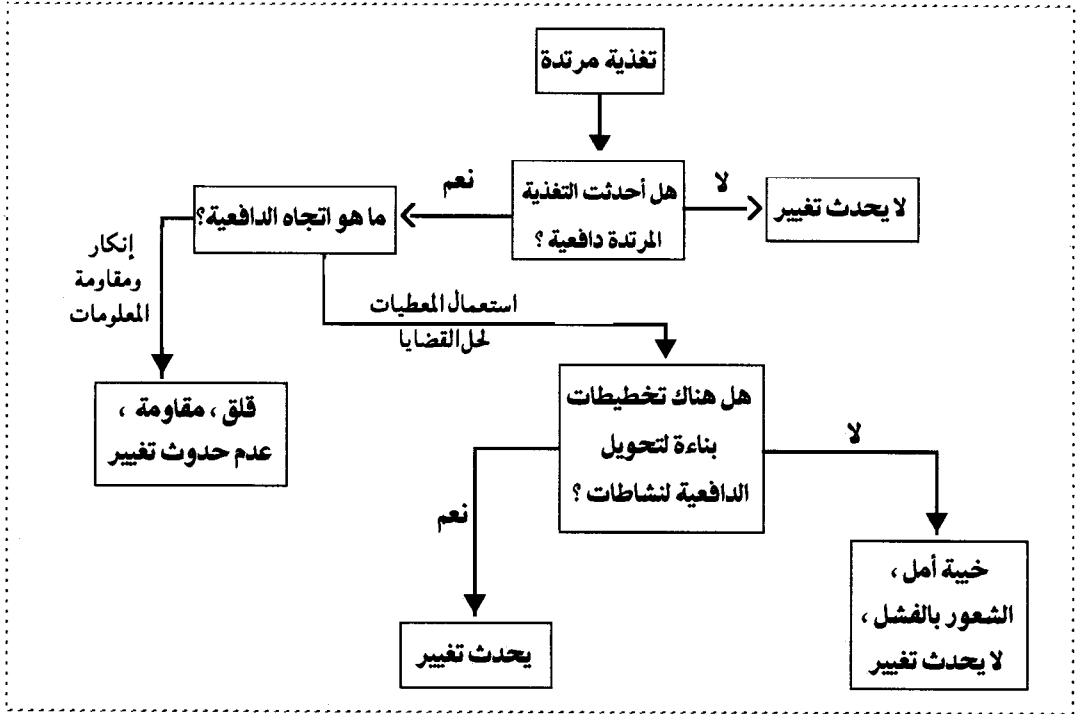 تغذية مرتدة
هل أحدثت التغذية
المرتدة دافعية ؟
لا
لا يحدث تغيير
نعم
ما هو اتجاه الدافعية؟
إنكار
ومقاومة
المعلومات
قلق ، مقاومة ،
عدم حدوث تغيير
استعمال المعطيات
لحل القضايا
هل هناك تخطيطات
بناءة لتحويل
الدافعية لنشاطات ؟
لا
خيبة أمل ،
الشعور بالفشل ،
لا يحدث تغيير
نعم
يحدث تغيير